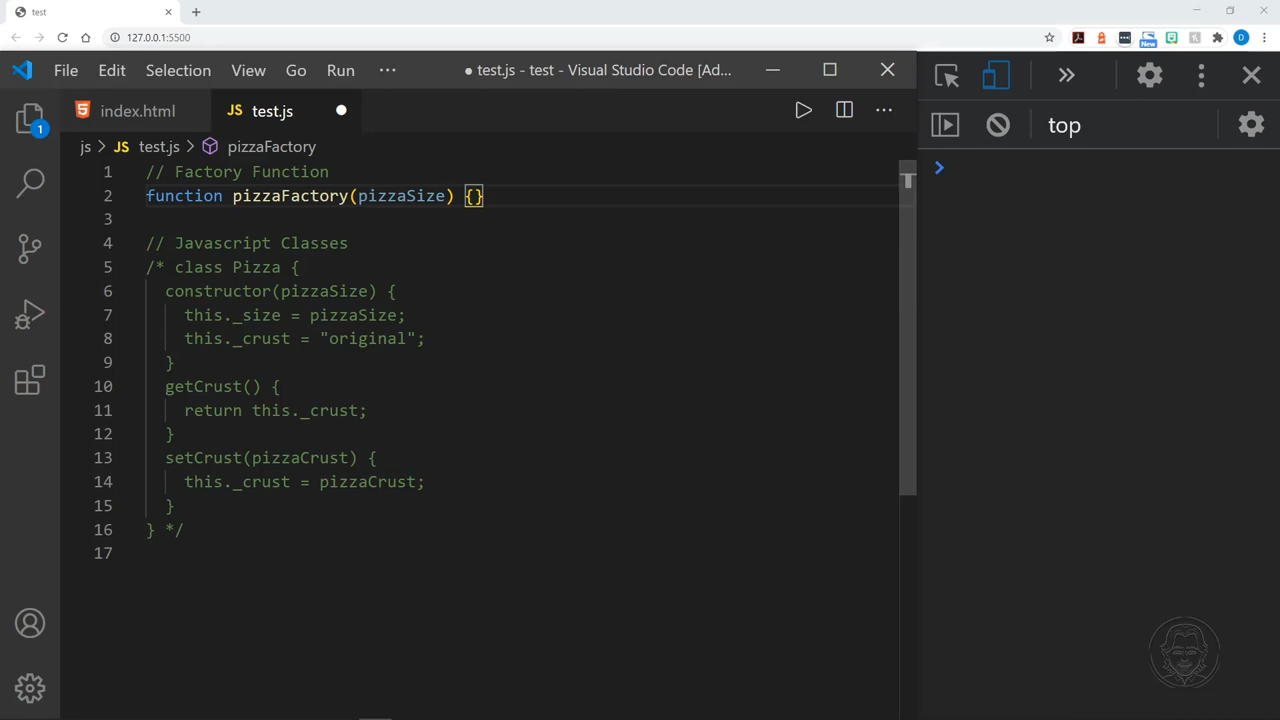 test
127.0.0.1:5500
New
D
File Edit Selection View Go Run ··· ● test.js - test - Visual Studio Code [Ad...
index.html JS test.js ●
js > JS test.js > pizzaFactory
1 // Factory Function
2 function pizzaFactory(pizzaSize) {}
3
4 // Javascript Classes
5 /* class Pizza {
6 constructor(pizzaSize) {
7 this._size = pizzaSize;
8 this._crust = "original";
9 }
10 getCrust() {
11 return this._crust;
12 }
13 setCrust(pizzaCrust) {
14 this._crust = pizzaCrust;
15 }
16 } */
17
1
top